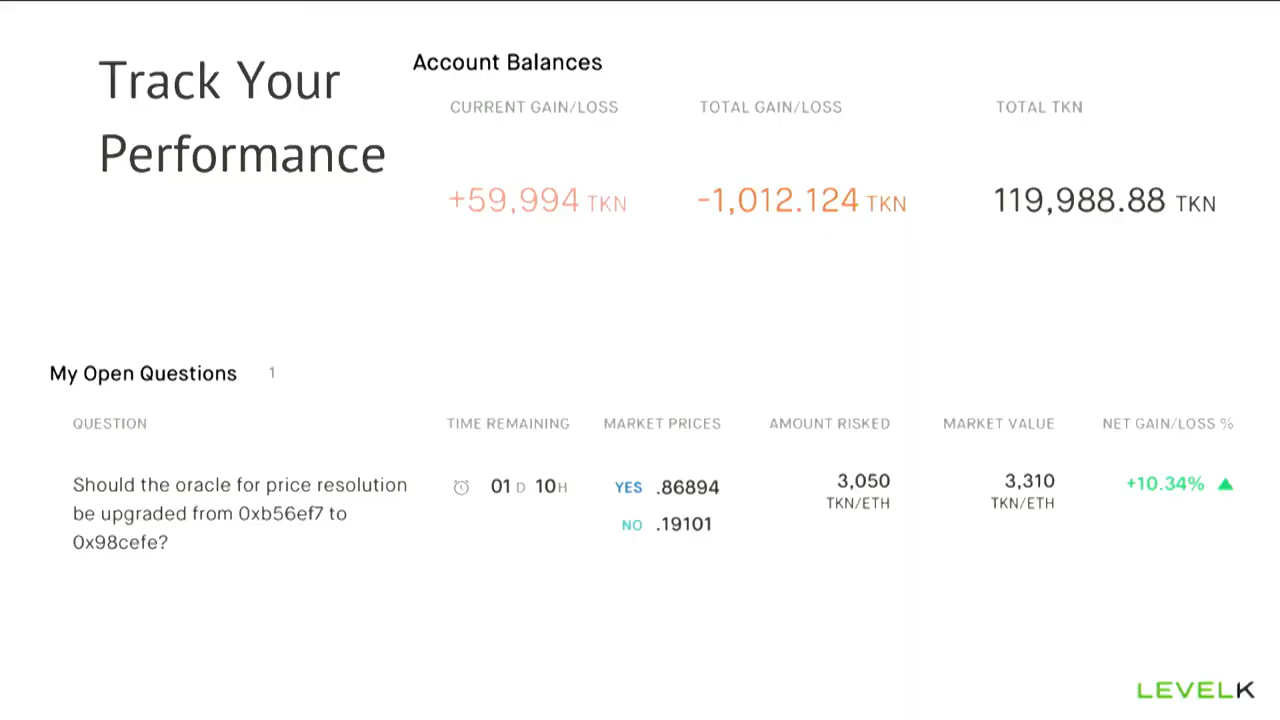 Track Your
Performance
Account Balances
CURRENT GAIN/LOSS TOTAL GAIN/LOSS TOTAL TKN
+59,994 TKN -1,012.124 TKN 119,988.88 TKN
My Open Questions 1
QUESTION TIME REMAINING MARKET PRICES AMOUNT RISKED MARKET VALUE NET GAIN/LOSS %
Should the oracle for price resolution 01 D 10H YES .86894 3,050 3,310 +10.34% ▲
TKN/ETH TKN/ETH
be upgraded from 0xb56ef7 to NO .19101
0x98cefe?
LEVELK